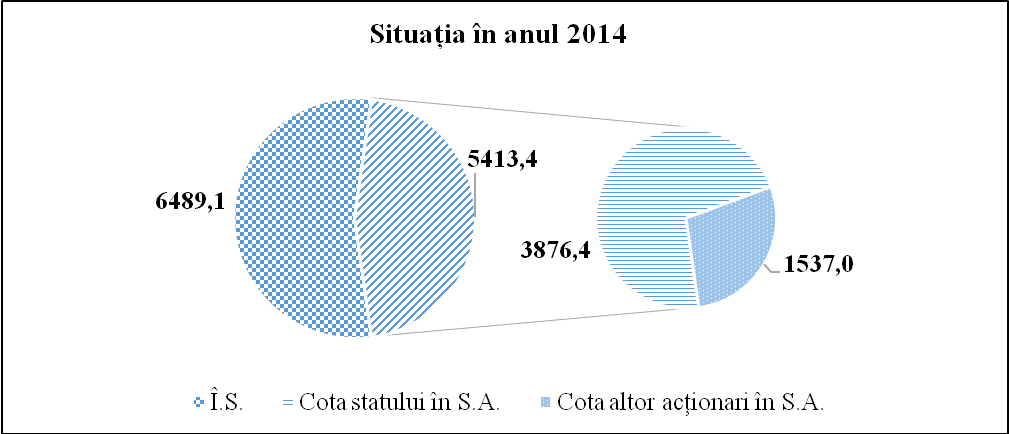 Situația în anul 2014
5413,4
6489,1
3876,4
1537,0
Î.S. Cota statului în S.A. Cota altor acționari în S.A.